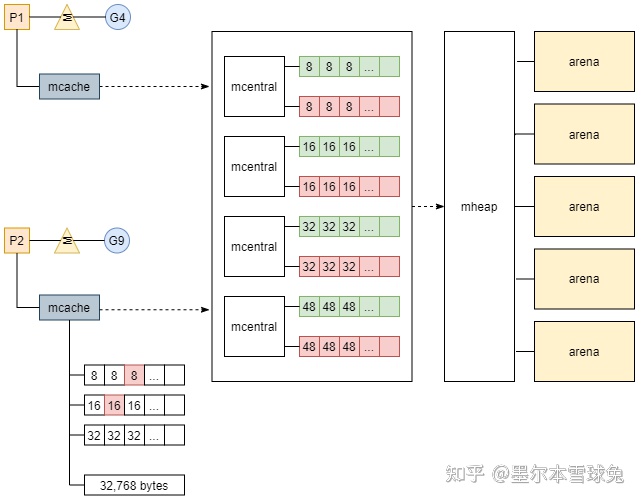 P1
M
G4
mcache
P2
M
G9
mcache
8 8 8 ...
16 16 16 ...
32 32 32 ...
32,768 bytes
mcentral
8 8 8 ...
8 8 8 ...
mcentral
16 16 16 ...
16 16 16 ...
mcentral
32 32 32 ...
32 32 32 ...
mcentral
48 48 48 ...
48 48 48 ...
mheap
arena
arena
arena
arena
arena
知乎 @墨尔本雪球兔